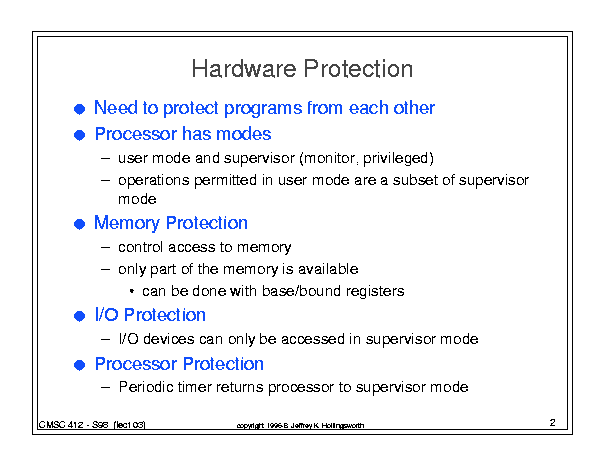 Hardware Protection
● Need to protect programs from each other
● Processor has modes
– user mode and supervisor (monitor, privileged)
– operations permitted in user mode are a subset of supervisor
mode
● Memory Protection
– control access to memory
– only part of the memory is available
• can be done with base/bound registers
● I/O Protection
– I/O devices can only be accessed in supervisor mode
● Processor Protection
– Periodic timer returns processor to supervisor mode
CMSC 412 - S98 (lect 03)
copyright 1996-8 Jeffrey K. Hollingsworth
2